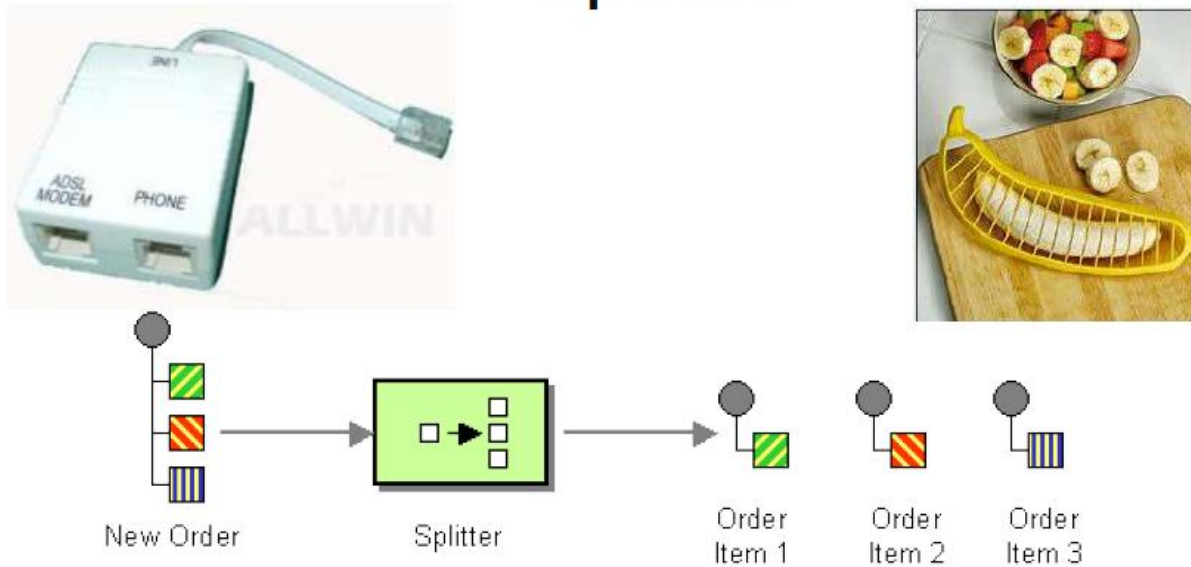 LINE
ADSL
MODEM
PHONE
ALLWIN
New Order
Splitter
Order
Item 1
Order
Item 2
Order
Item 3